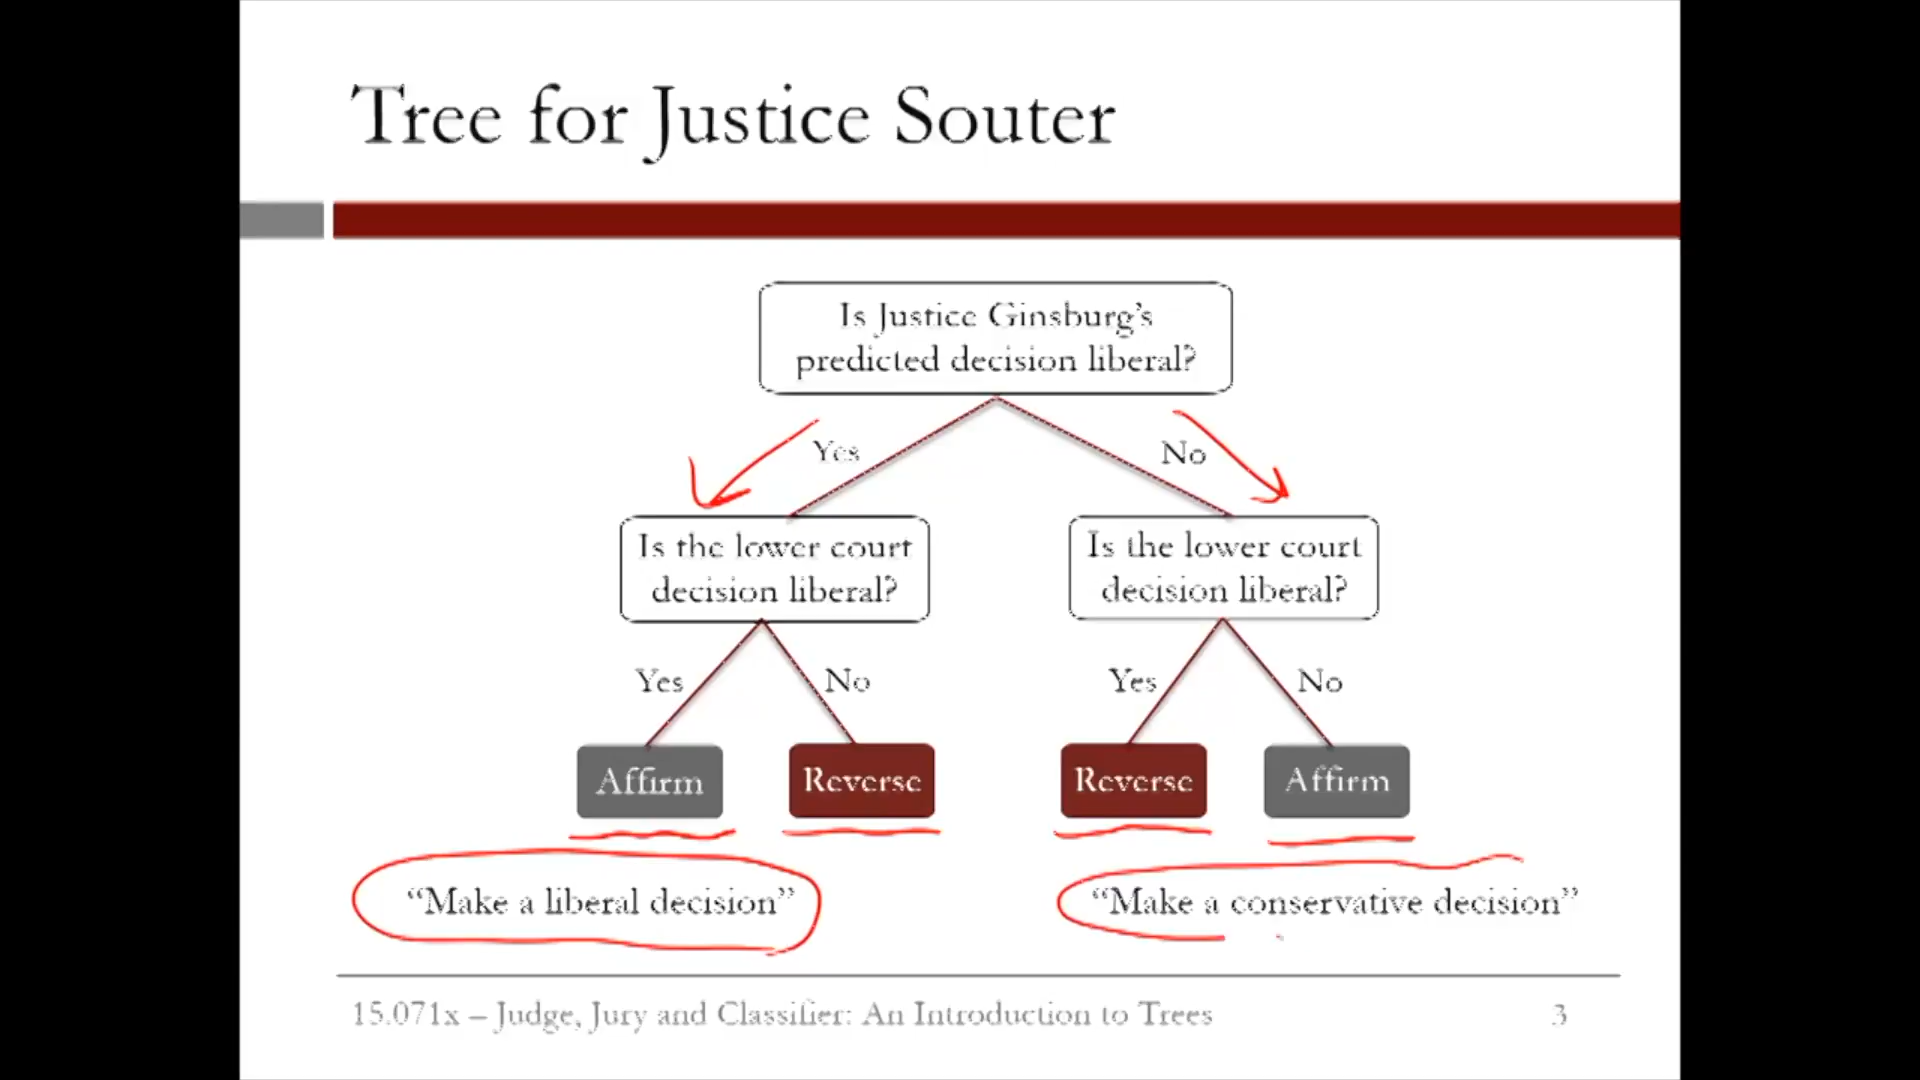 Tree for Justice Souter
Is Justice Ginsburg's
predicted decision liberal?
Yes
No
Is the lower court
decision liberal?
Is the lower court
decision liberal?
Yes
No
Yes
No
Affirm
Reverse
Reverse
Affirm
“Make a liberal decision”
“Make a conservative decision”
15.071x – Judge, Jury and Classifier: An Introduction to Trees
3